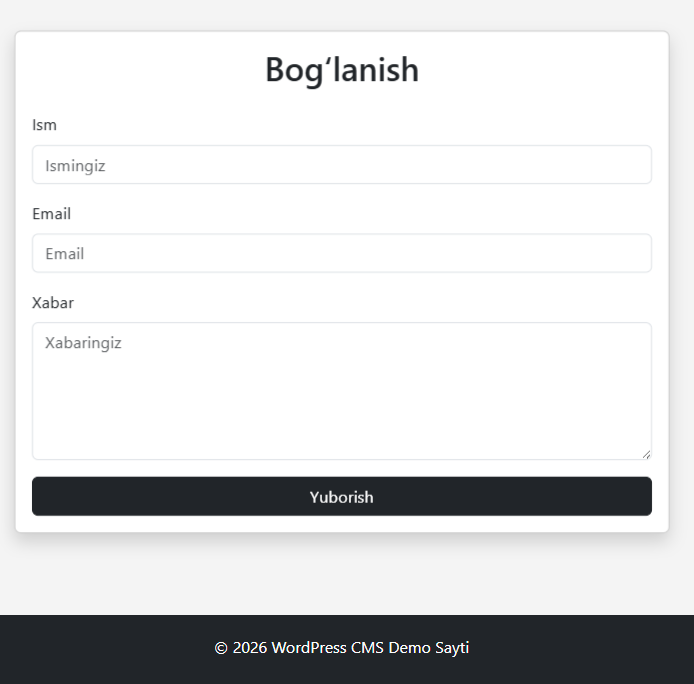 Bog‘lanish
Ism
Ismingiz
Email
Email
Xabar
Xabaringiz
Yuborish
© 2026 WordPress CMS Demo Sayti